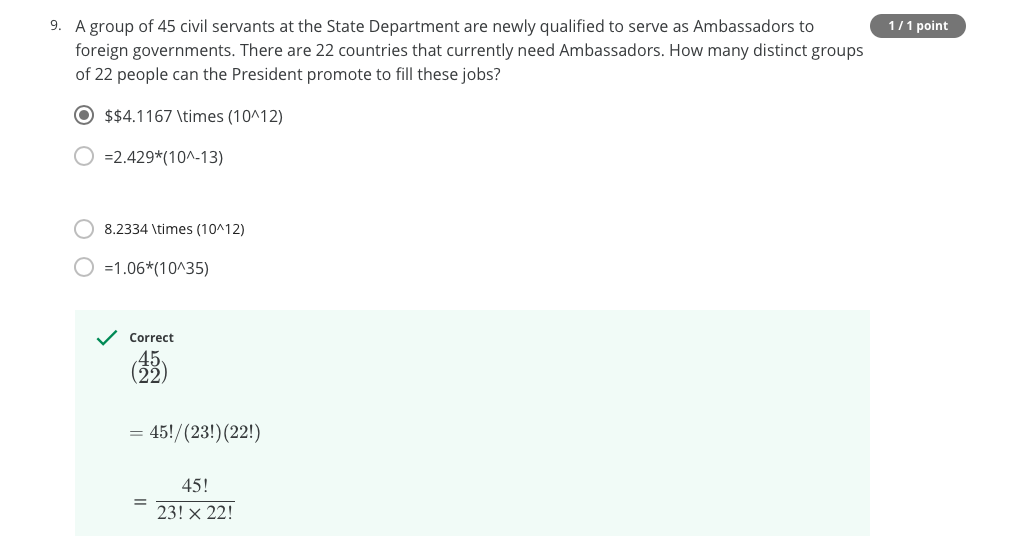 9. A group of 45 civil servants at the State Department are newly qualified to serve as Ambassadors to
1 / 1 point
foreign governments. There are 22 countries that currently need Ambassadors. How many distinct groups
of 22 people can the President promote to fill these jobs?
$$4.1167 \times (10^12)
=2.429*(10^-13)
8.2334 \times (10^12)
=1.06*(10^35)
Correct
(45
22)
= 45!/(23!)(22!)
= 45!
23! × 22!